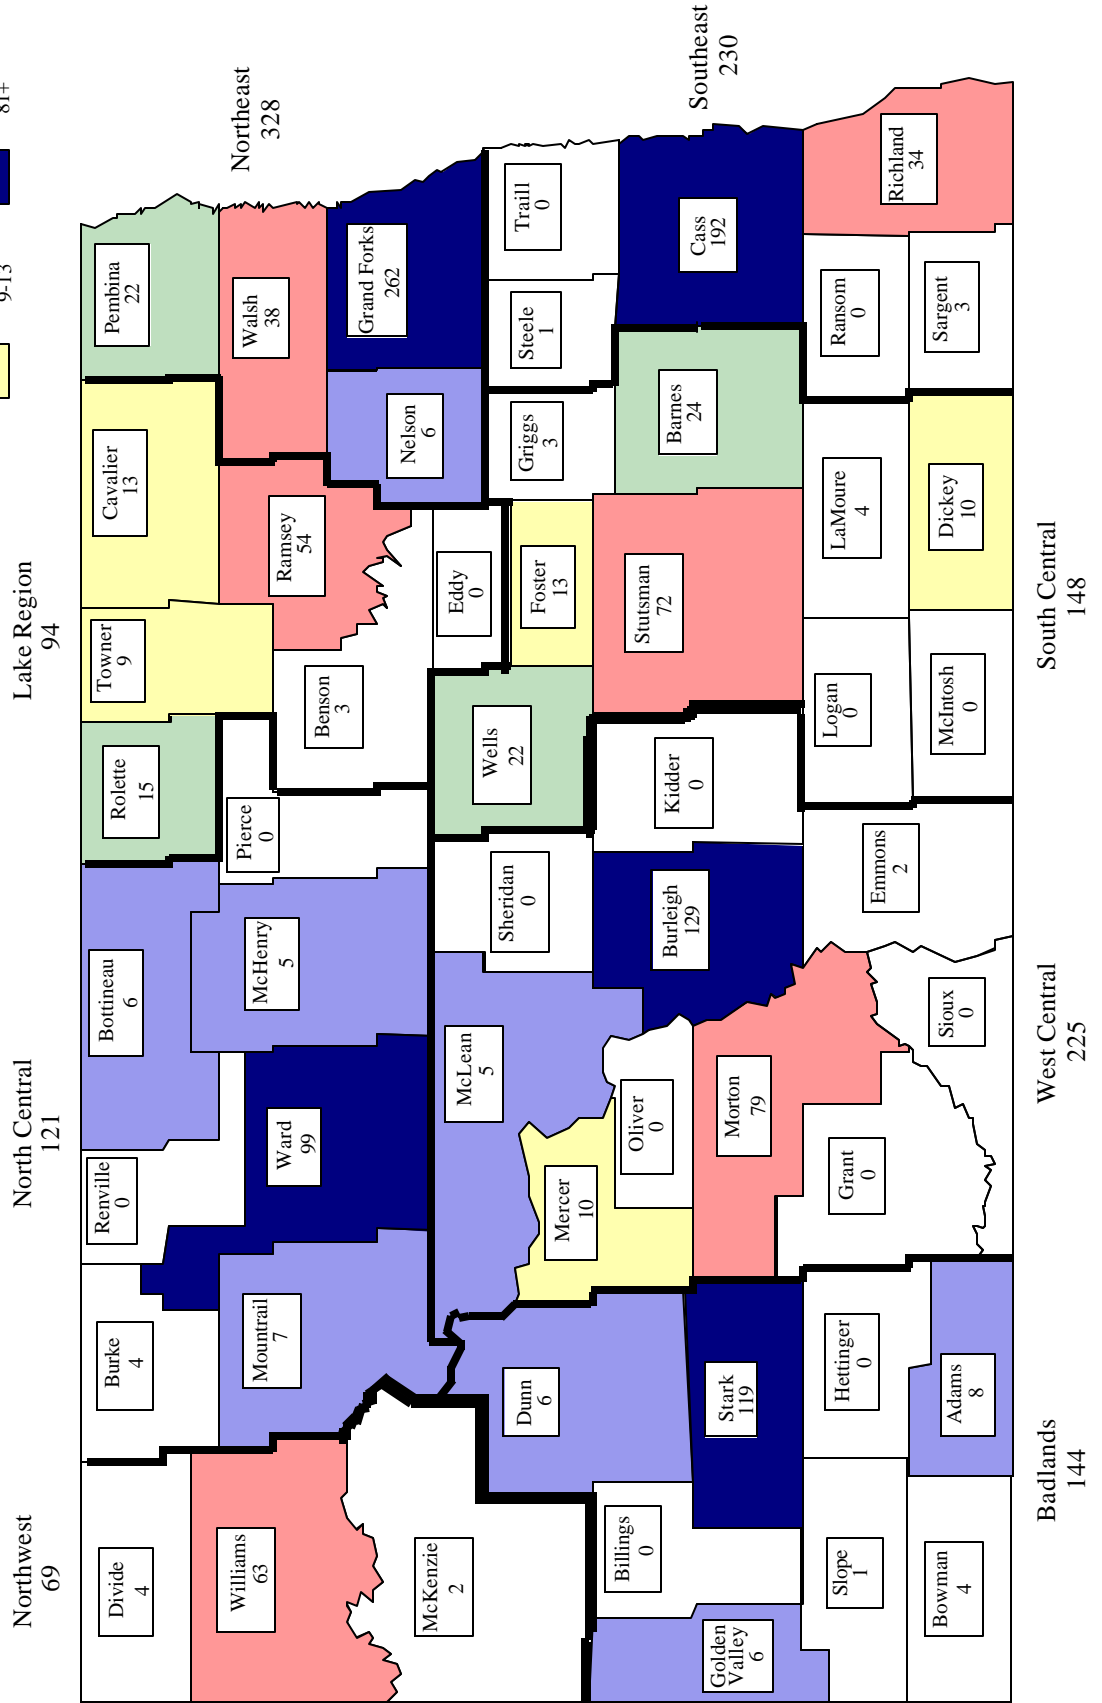 9-13
81+
Northwest
69
North Central
121
Lake Region
94
Northeast
328
Southeast
230
South Central
148
West Central
225
Badlands
144
Divide
4
Burke
4
Renville
0
Bottineau
6
Rolette
15
Towner
9
Cavalier
13
Pembina
22
Williams
63
Mountrail
7
Ward
99
McHenry
5
Pierce
0
Benson
3
Ramsey
54
Walsh
38
McKenzie
2
Nelson
6
Grand Forks
262
Dunn
6
McLean
5
Mercer
10
Oliver
0
Sheridan
0
Wells
22
Eddy
0
Foster
13
Griggs
3
Steele
1
Traill
0
Golden
Valley
6
Billings
0
Stark
119
Morton
79
Burleigh
129
Kidder
0
Stutsman
72
Barnes
24
Cass
192
Slope
1
Hettinger
0
Grant
0
Emmons
2
Logan
0
LaMoure
4
Ransom
0
Richland
34
Bowman
4
Adams
8
Sioux
0
McIntosh
0
Dickey
10
Sargent
3